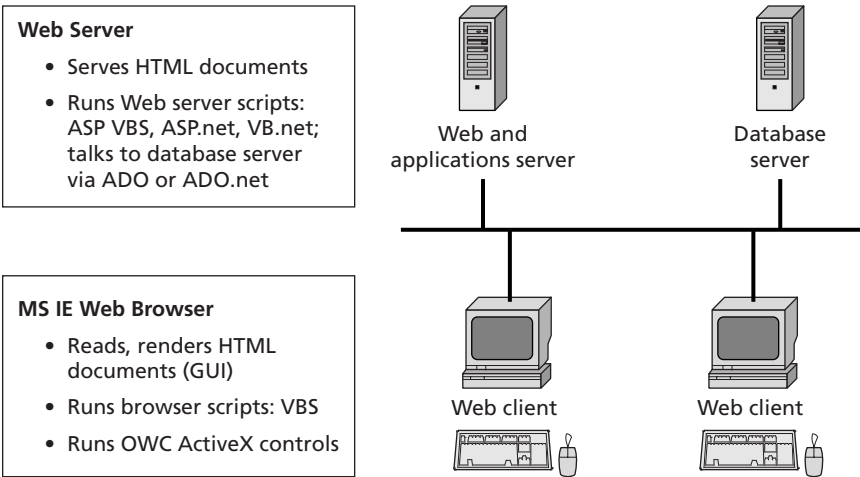 Web Server
• Serves HTML documents
• Runs Web server scripts:
ASP VBS, ASP.net, VB.net;
talks to database server
via ADO or ADO.net
Web and
applications server
Database
server
MS IE Web Browser
• Reads, renders HTML
documents (GUI)
• Runs browser scripts: VBS
• Runs OWC ActiveX controls
Web client
Web client